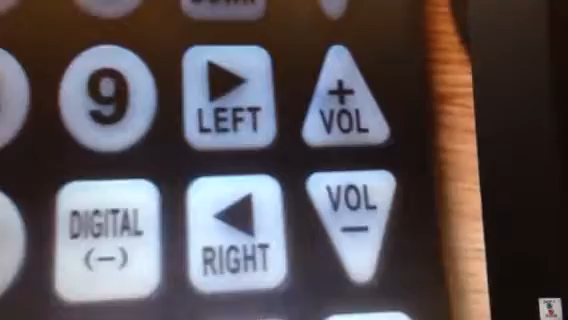 9
LEFT
+
VOL
DIGITAL
(–)
RIGHT
VOL
–